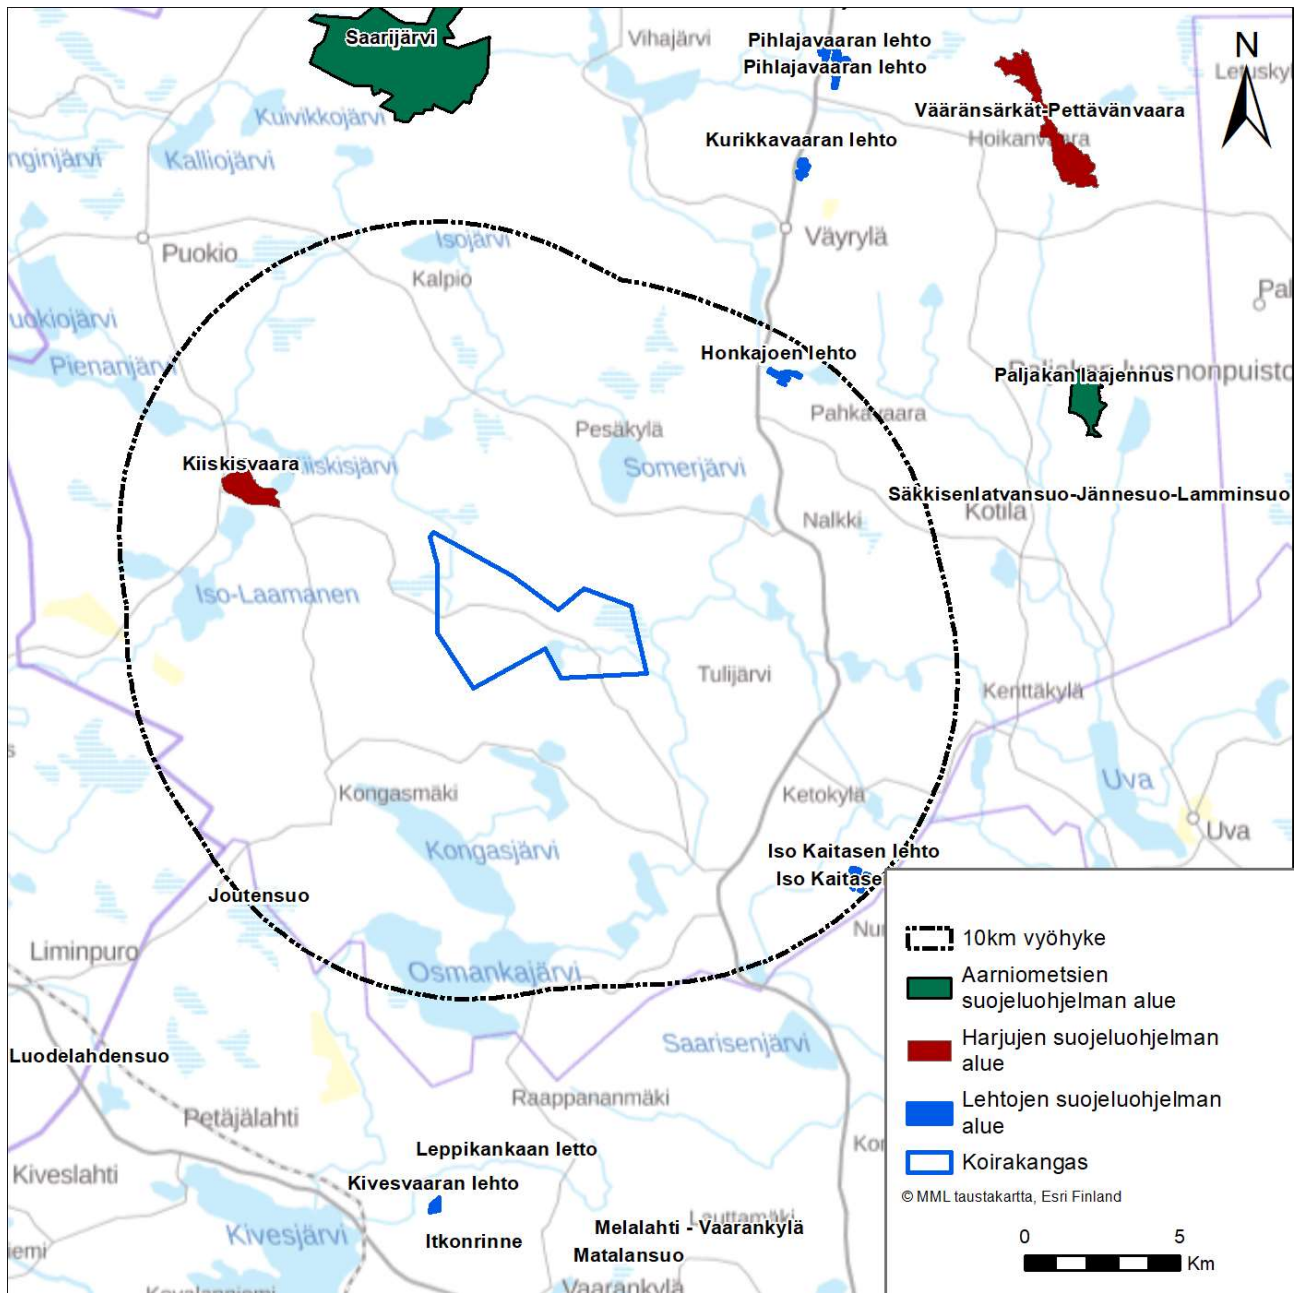 Saarijärvi
Vihajärvi
Pihlajavaaran lehto
Pihlajavaaran lehto
N
Vääränsärkät-Pettävänvaara
Kuivikkojärvi
Kurikkavaaran lehto
Kalliojärvi
Väyrylä
Puokio
Isojärvi
Kalpio
Honkajoen lehto
Paljakan laajennus
Pahkavaara
Pesäkylä
Kiiskisvaara
Somerjärvi
Säkkisenlatvansuo-Jännesuo-Lamminsuo
Nalkki
Kotila
Iso-Laamanen
Tulijärvi
Kenttäkylä
Kongasmäki
Ketokylä
Uva
Uva
Kongasjärvi
Iso Kaitasen lehto
Iso Kaitase
Joutensuo
Liminpuro
Osmankajärvi
Saarisenjärvi
Luodelahdensuo
Raappananmäki
Petäjälahti
Leppikankaan letto
Kiveslahti
Kivesvaaran lehto
Lauttamäki
Melalahti - Vaarankylä
Kivesjärvi
Itkonrinne
Matalansuo
Vaarankylä
10km vyöhyke
Aarniometsien
suojeluohjelman alue
Harjujen suojeluohjelman
alue
Lehtojen suojeluohjelman
alue
Koirakangas
© MML taustakartta, Esri Finland
0 5
Km